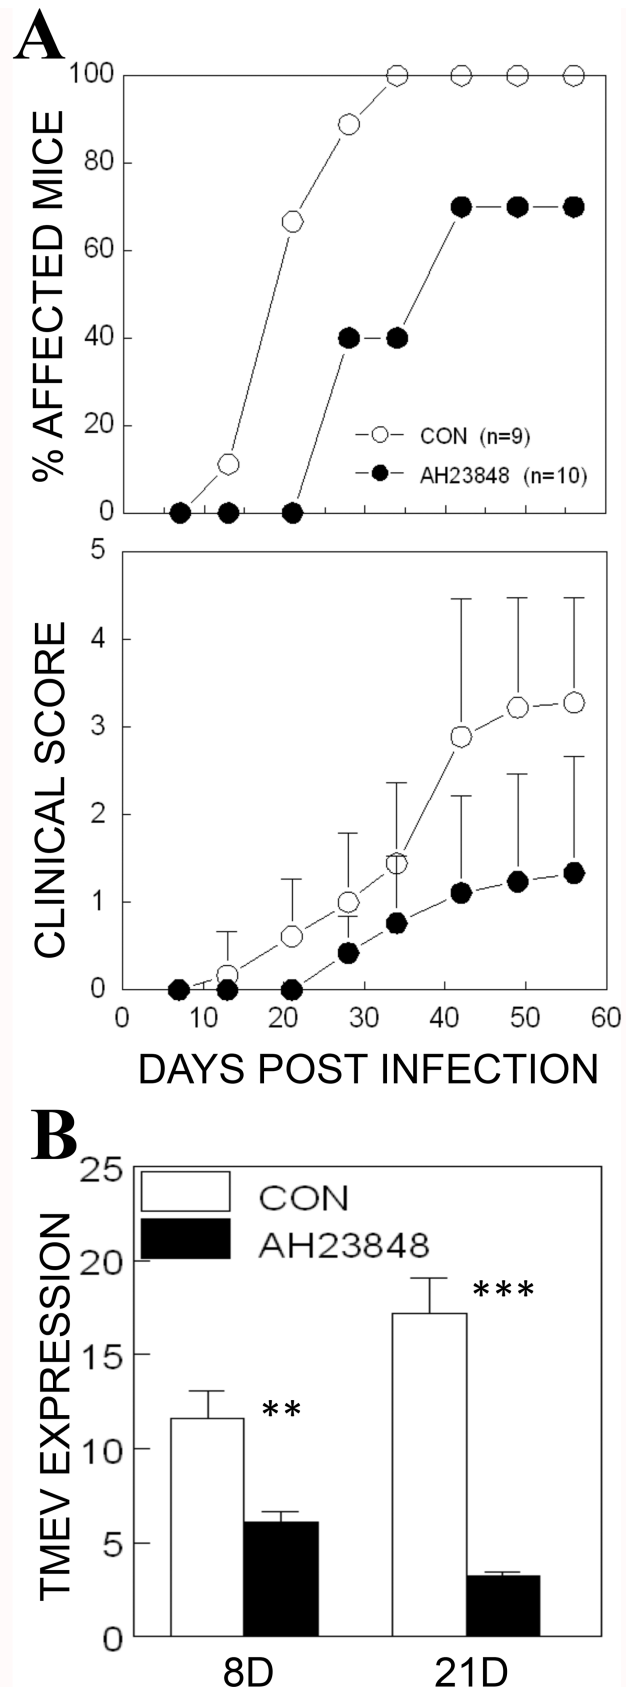 A
% AFFECTED MICE
100
80
60
40
20
0
CON (n=9)
AH23848 (n=10)
CLINICAL SCORE
5
4
3
2
1
0
0 10 20 30 40 50 60
DAYS POST INFECTION
B
TMEV EXPRESSION
25
20
15
10
5
0
CON
AH23848
**
***
8D 21D